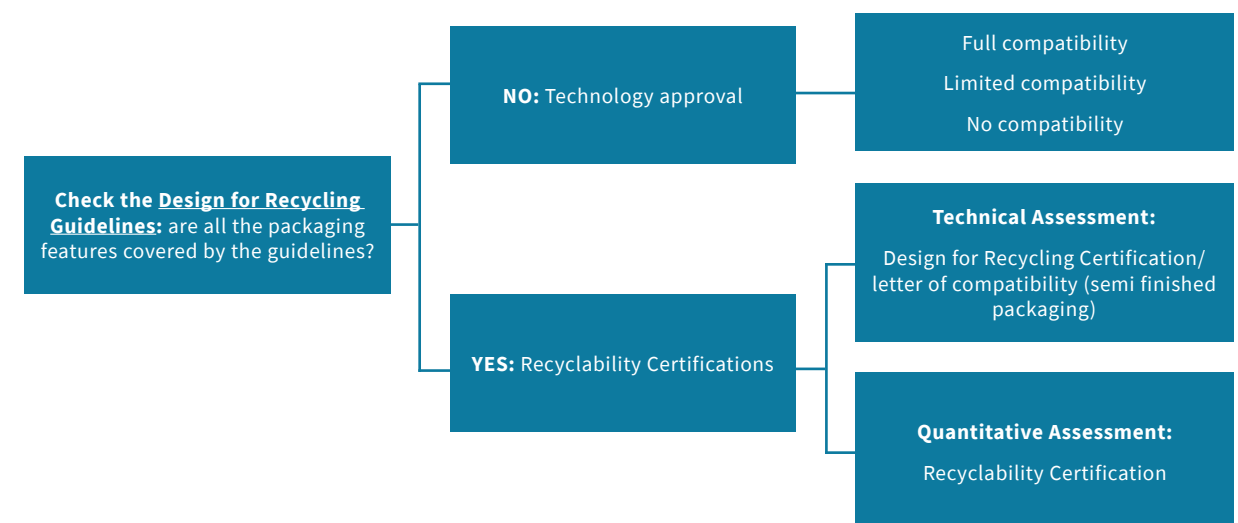 Check the Design for Recycling
Guidelines: are all the packaging
features covered by the guidelines?
NO: Technology approval
Full compatibility
Limited compatibility
No compatibility
YES: Recyclability Certifications
Technical Assessment:
Design for Recycling Certification/
letter of compatibility (semi finished
packaging)
Quantitative Assessment:
Recyclability Certification